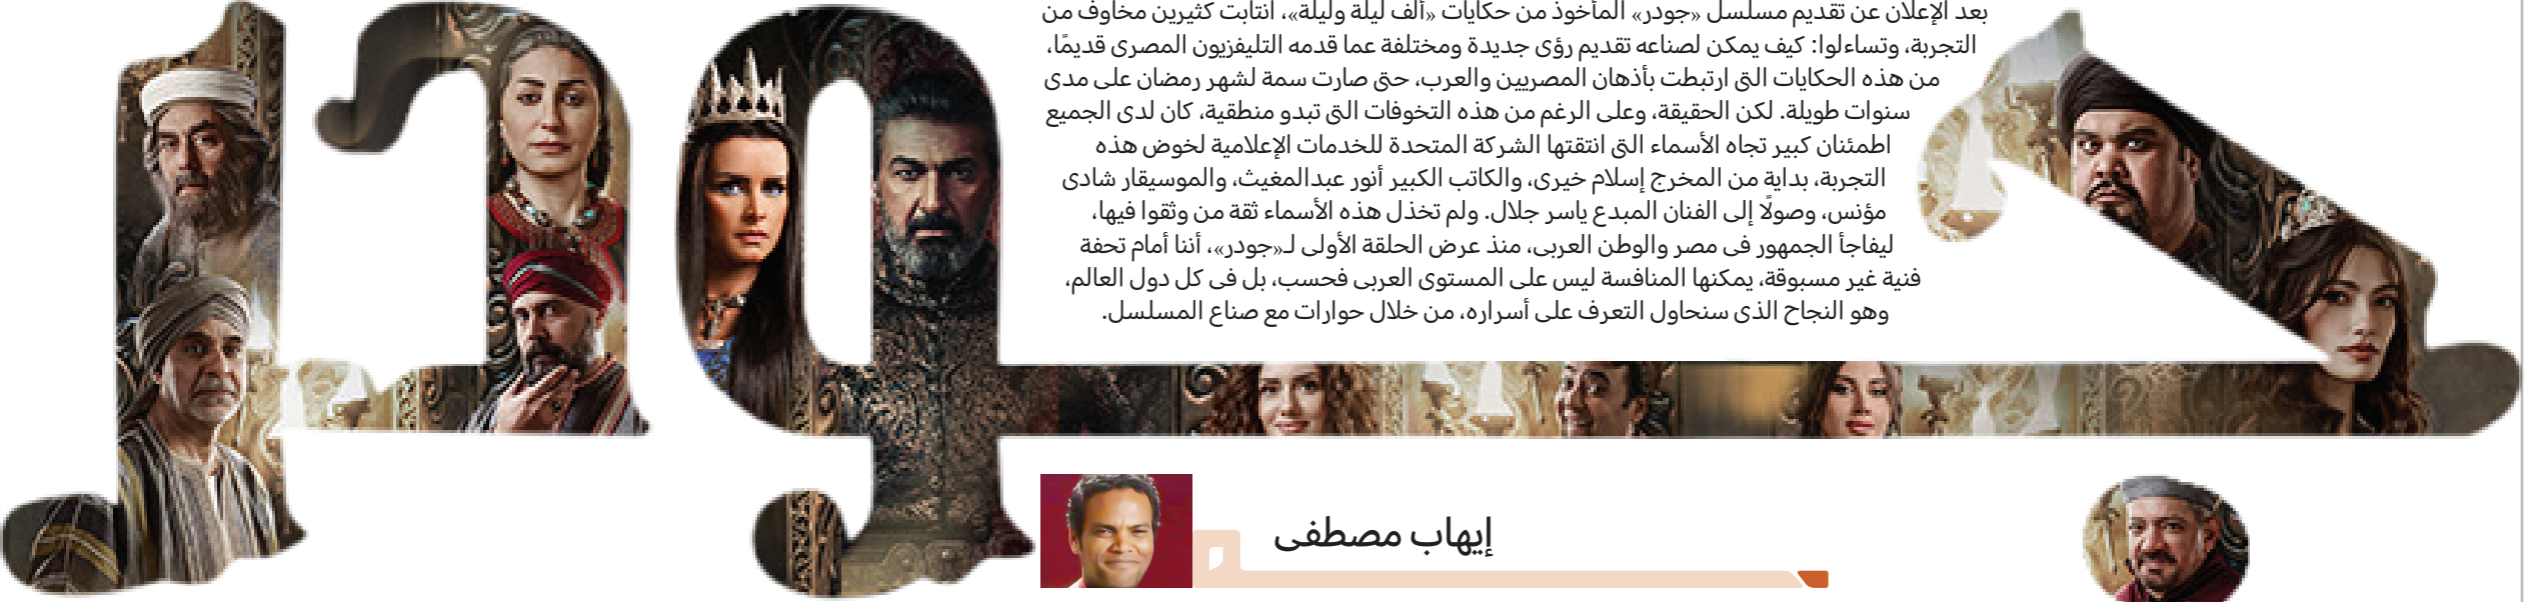 جودر
بعد الإعلان عن تقديم مسلسل «جودر» المأخوذ من حكايات «ألف ليلة وليلة»، انتابت كثيرين مخاوف من
التجربة، وتساءلوا: كيف يمكن لصناعه تقديم رؤى جديدة ومختلفة عما قدمه التليفزيون المصرى قديمًا،
من هذه الحكايات التى ارتبطت بأذهان المصريين والعرب، حتى صارت سمة لشهر رمضان على مدى
سنوات طويلة. لكن الحقيقة، وعلى الرغم من هذه التخوفات التى تبدو منطقية، كان لدى الجميع
اطمئنان كبير تجاه الأسماء التى انتقتها الشركة المتحدة للخدمات الإعلامية لخوض هذه
التجربة، بداية من المخرج إسلام خيرى، والكاتب الكبير أنور عبدالمغيث، والموسيقار شادى
مؤنس، وصولًا إلى الفنان المبدع ياسر جلال. ولم تخذل هذه الأسماء ثقة من وثقوا فيها،
ليفاجأ الجمهور فى مصر والوطن العربى، منذ عرض الحلقة الأولى لـ«جودر»، أننا أمام تحفة
فنية غير مسبوقة، يمكنها المنافسة ليس على المستوى العربى فحسب، بل فى كل دول العالم،
وهو النجاح الذى سنحاول التعرف على أسراره، من خلال حوارات مع صناع المسلسل.
إيهاب مصطفى